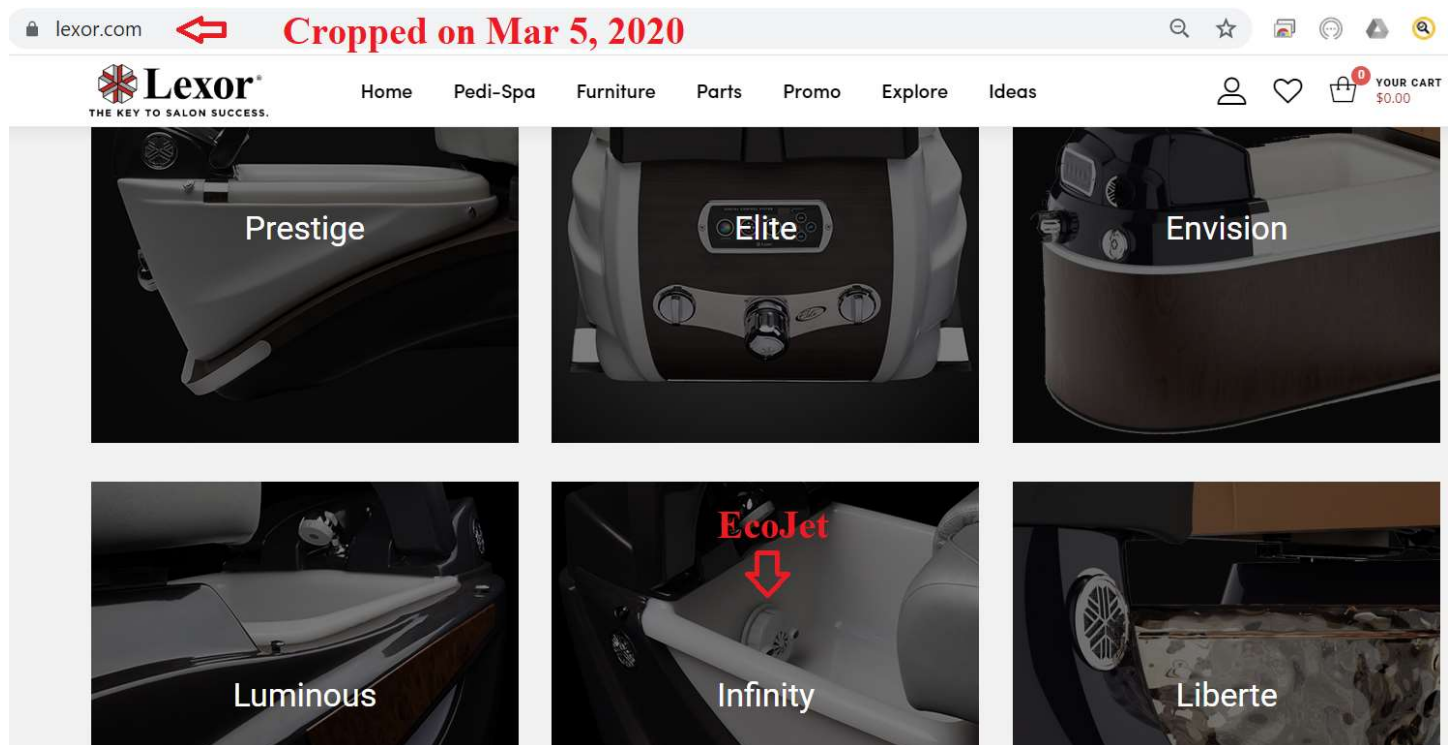 lexor.com
Cropped on Mar 5, 2020
Lexor®
THE KEY TO SALON SUCCESS.
Home Pedi-Spa Furniture Parts Promo Explore Ideas
0
YOUR CART
$0.00
Prestige
Elite
Envision
EcoJet
Luminous
Infinity
Liberte